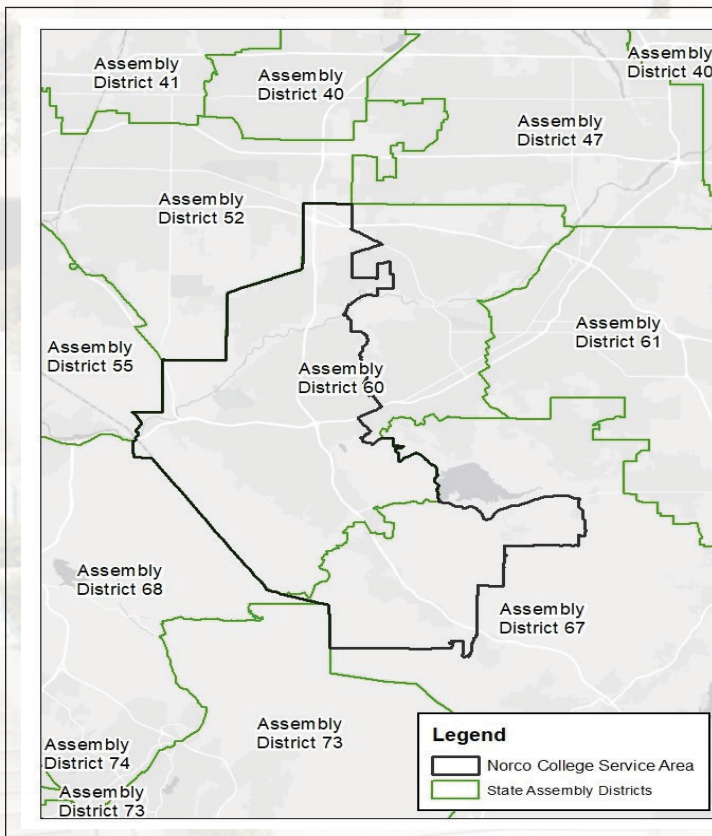 Assembly
District 41
Assembly
District 40
Assembly
District 40
Assembly
District 47
Assembly
District 52
Assembly
District 55
Assembly
District 60
Assembly
District 61
Assembly
District 68
Assembly
District 67
Assembly
District 73
Assembly
District 74
Assembly
District 73
Legend
Norco College Service Area
State Assembly Districts